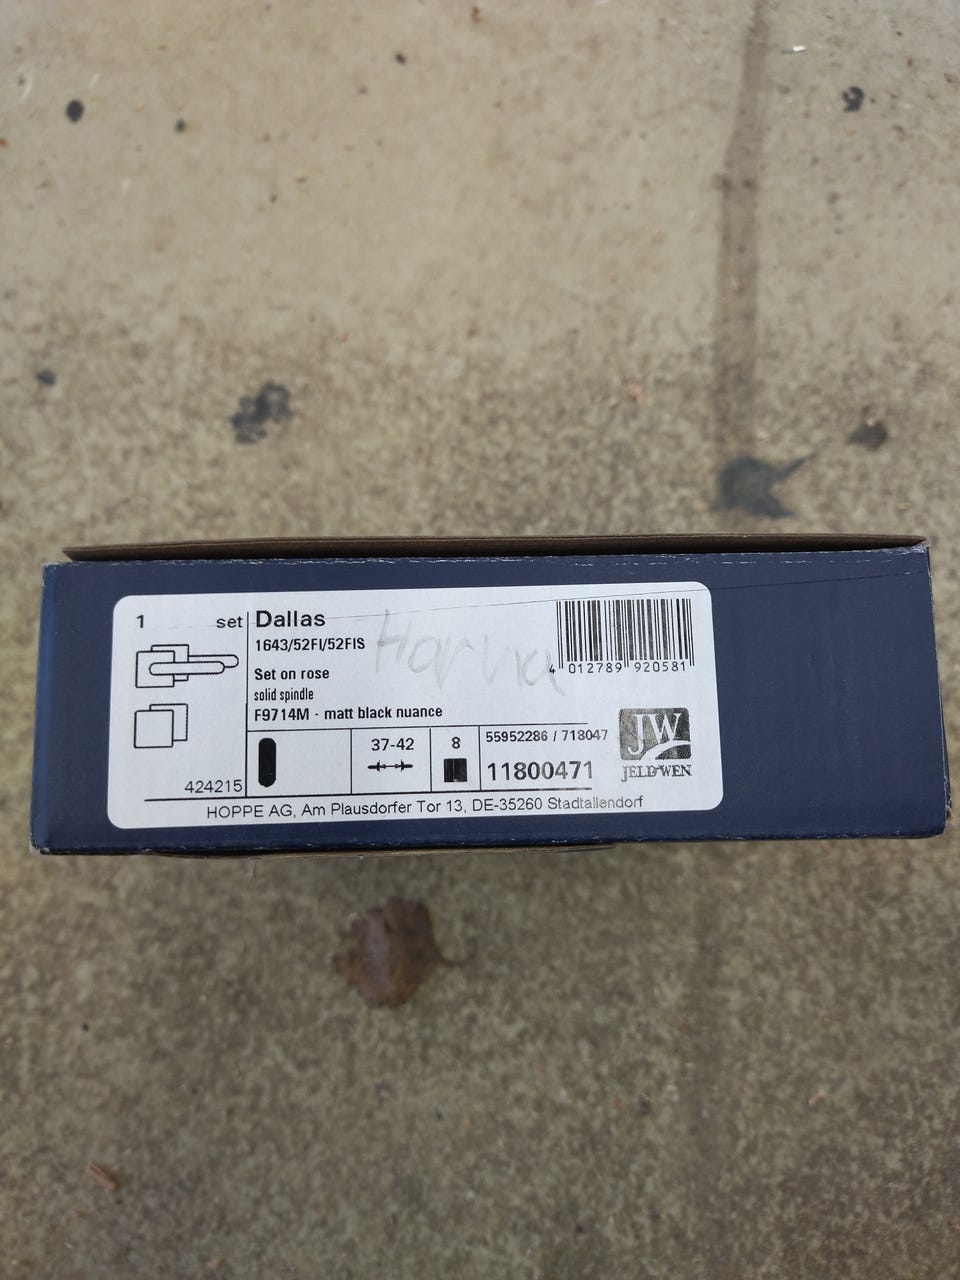 1 set
Dallas
1643/52FI/52FIS
Set on rose
solid spindle
F9714M - matt black nuance
4 012789 920581
37-42
8
55952286 / 718047
11800471
424215
JW
JELD-WEN
HOPPE AG, Am Plausdorfer Tor 13, DE-35260 Stadtallendorf